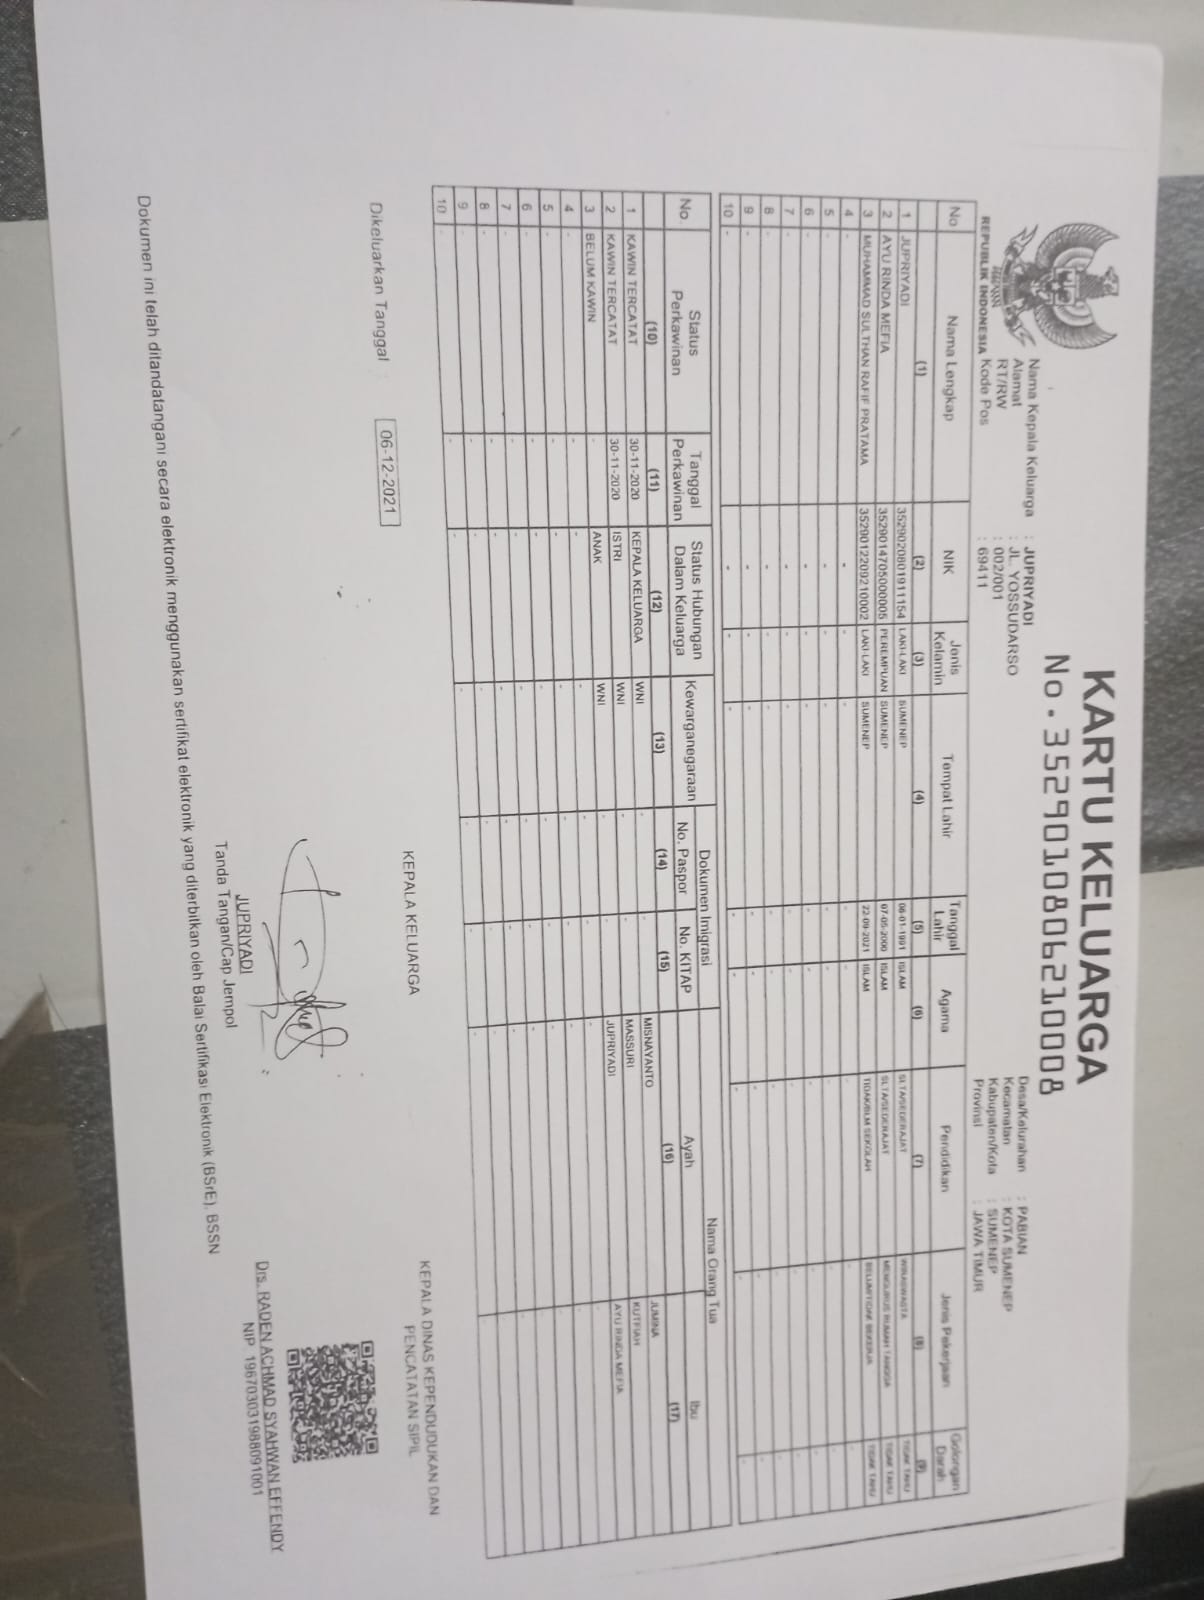 KARTU KELUARGA
No. 3529010806210008
REPUBLIK INDONESIA
Nama Kepala Keluarga : JUPRIYADI
Alamat : JL. YOSSUDARSO
RT/RW : 002/001
Kode Pos : 69411
Desa/Kelurahan : PABIAN
Kecamatan : KOTA SUMENEP
Kabupaten/Kota : SUMENEP
Provinsi : JAWA TIMUR
No Nama Lengkap NIK Jenis Kelamin Tempat Lahir Tanggal Lahir Agama Pendidikan Jenis Pekerjaan Golongan Darah
(1) (2) (3) (4) (5) (6) (7) (8) (9)
1 JUPRIYADI 3529020801911154 LAKI-LAKI SUMENEP 08-01-1991 ISLAM SLTA/SEDERAJAT WIRASWASTA TIDAK TAHU
2 AYU RINDA MEFIA 3529014705000005 PEREMPUAN SUMENEP 07-05-2000 ISLAM SLTA/SEDERAJAT MENGURUS RUMAH TANGGA TIDAK TAHU
3 MUHAMMAD SULTHAN RAFIF PRATAMA 3529012209210002 LAKI-LAKI SUMENEP 22-09-2021 ISLAM TIDAK/BLM SEKOLAH BELUM/TIDAK BEKERJA TIDAK TAHU
4 - - - - - - - - -
5 - - - - - - - - -
6 - - - - - - - - -
7 - - - - - - - - -
8 - - - - - - - - -
9 - - - - - - - - -
10 - - - - - - - - -
No. Status Perkawinan Tanggal Perkawinan Status Hubungan Dalam Keluarga Kewarganegaraan Dokumen Imigrasi Nama Orang Tua
No. Paspor No. KITAP Ayah Ibu
(10) (11) (12) (13) (14) (15) (16) (17)
1 KAWIN TERCATAT 30-11-2020 KEPALA KELUARGA WNI - - MISNAYANTO JUMINA
2 KAWIN TERCATAT 30-11-2020 ISTRI WNI - - MASSURI KUTFIAH
3 BELUM KAWIN - ANAK WNI - - JUPRIYADI AYU RINDA MEFIA
4 - - - - - - - -
5 - - - - - - - -
6 - - - - - - - -
7 - - - - - - - -
8 - - - - - - - -
9 - - - - - - - -
10 - - - - - - - -
Dikeluarkan Tanggal 06-12-2021
KEPALA KELUARGA
JUPRIYADI
Tanda Tangan/Cap Jempol
KEPALA DINAS KEPENDUDUKAN DAN
PENCATATAN SIPIL
Drs. RADEN ACHMAD SYAHWAN EFFENDY
NIP 196703031988091001
Dokumen ini telah ditandatangani secara elektronik menggunakan sertifikat elektronik yang diterbitkan oleh Balai Sertifikasi Elektronik (BSrE), BSSN